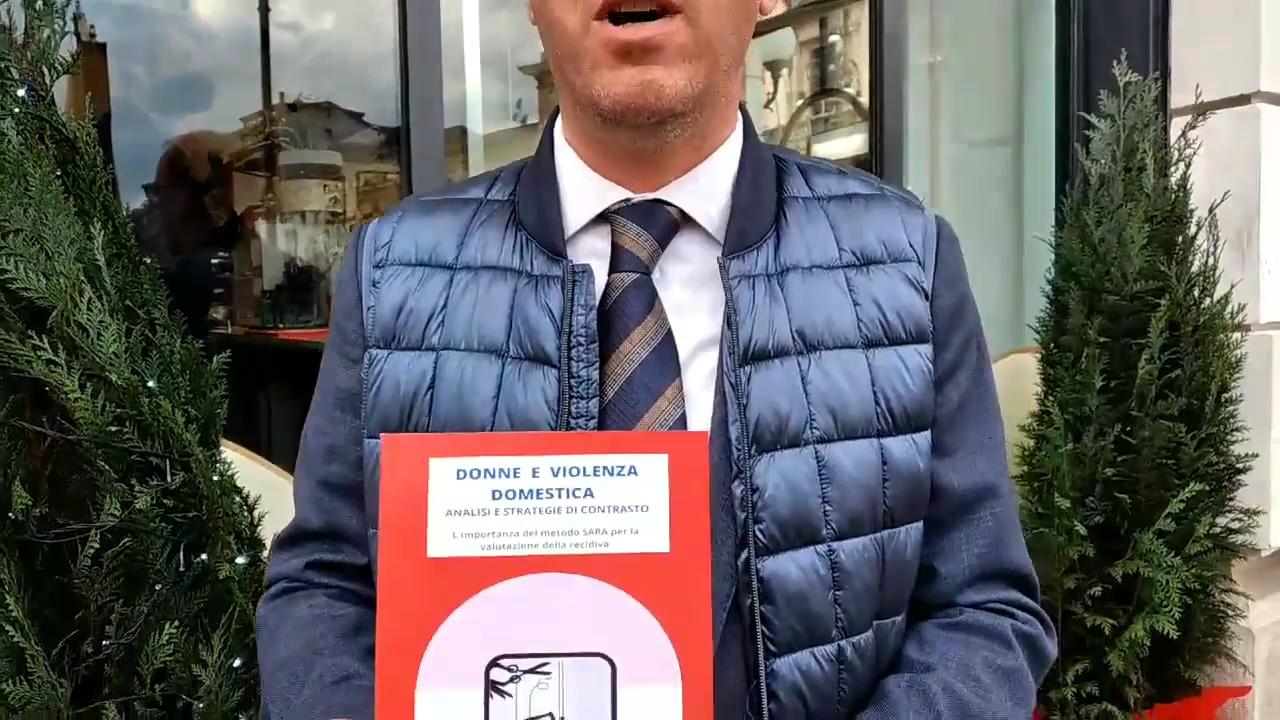 DONNE E VIOLENZA
DOMESTICA
ANALISI E STRATEGIE DI CONTRASTO
L'importanza del metodo SARA per la
valutazione della recidiva